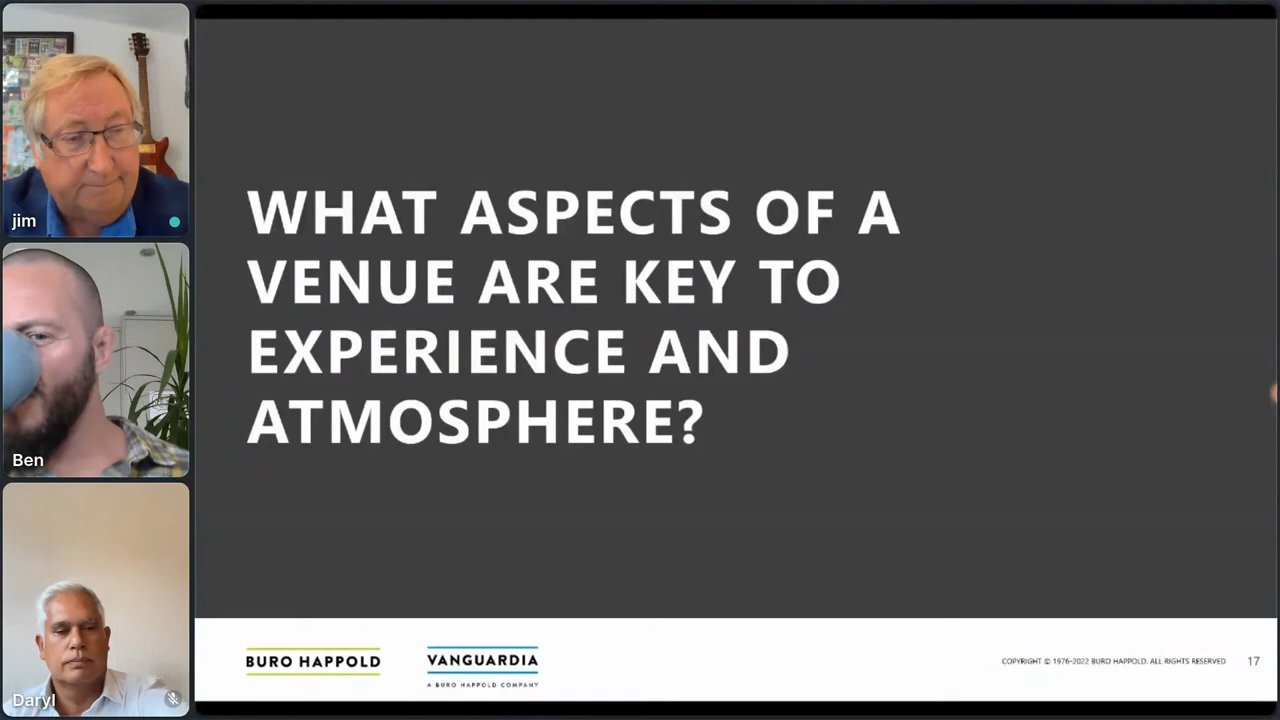 jim
Ben
Daryl
WHAT ASPECTS OF A
VENUE ARE KEY TO
EXPERIENCE AND
ATMOSPHERE?
BURO HAPPOLD
VANGUARDIA
A BURO HAPPOLD COMPANY
COPYRIGHT © 1976-2022 BURO HAPPOLD. ALL RIGHTS RESERVED
17